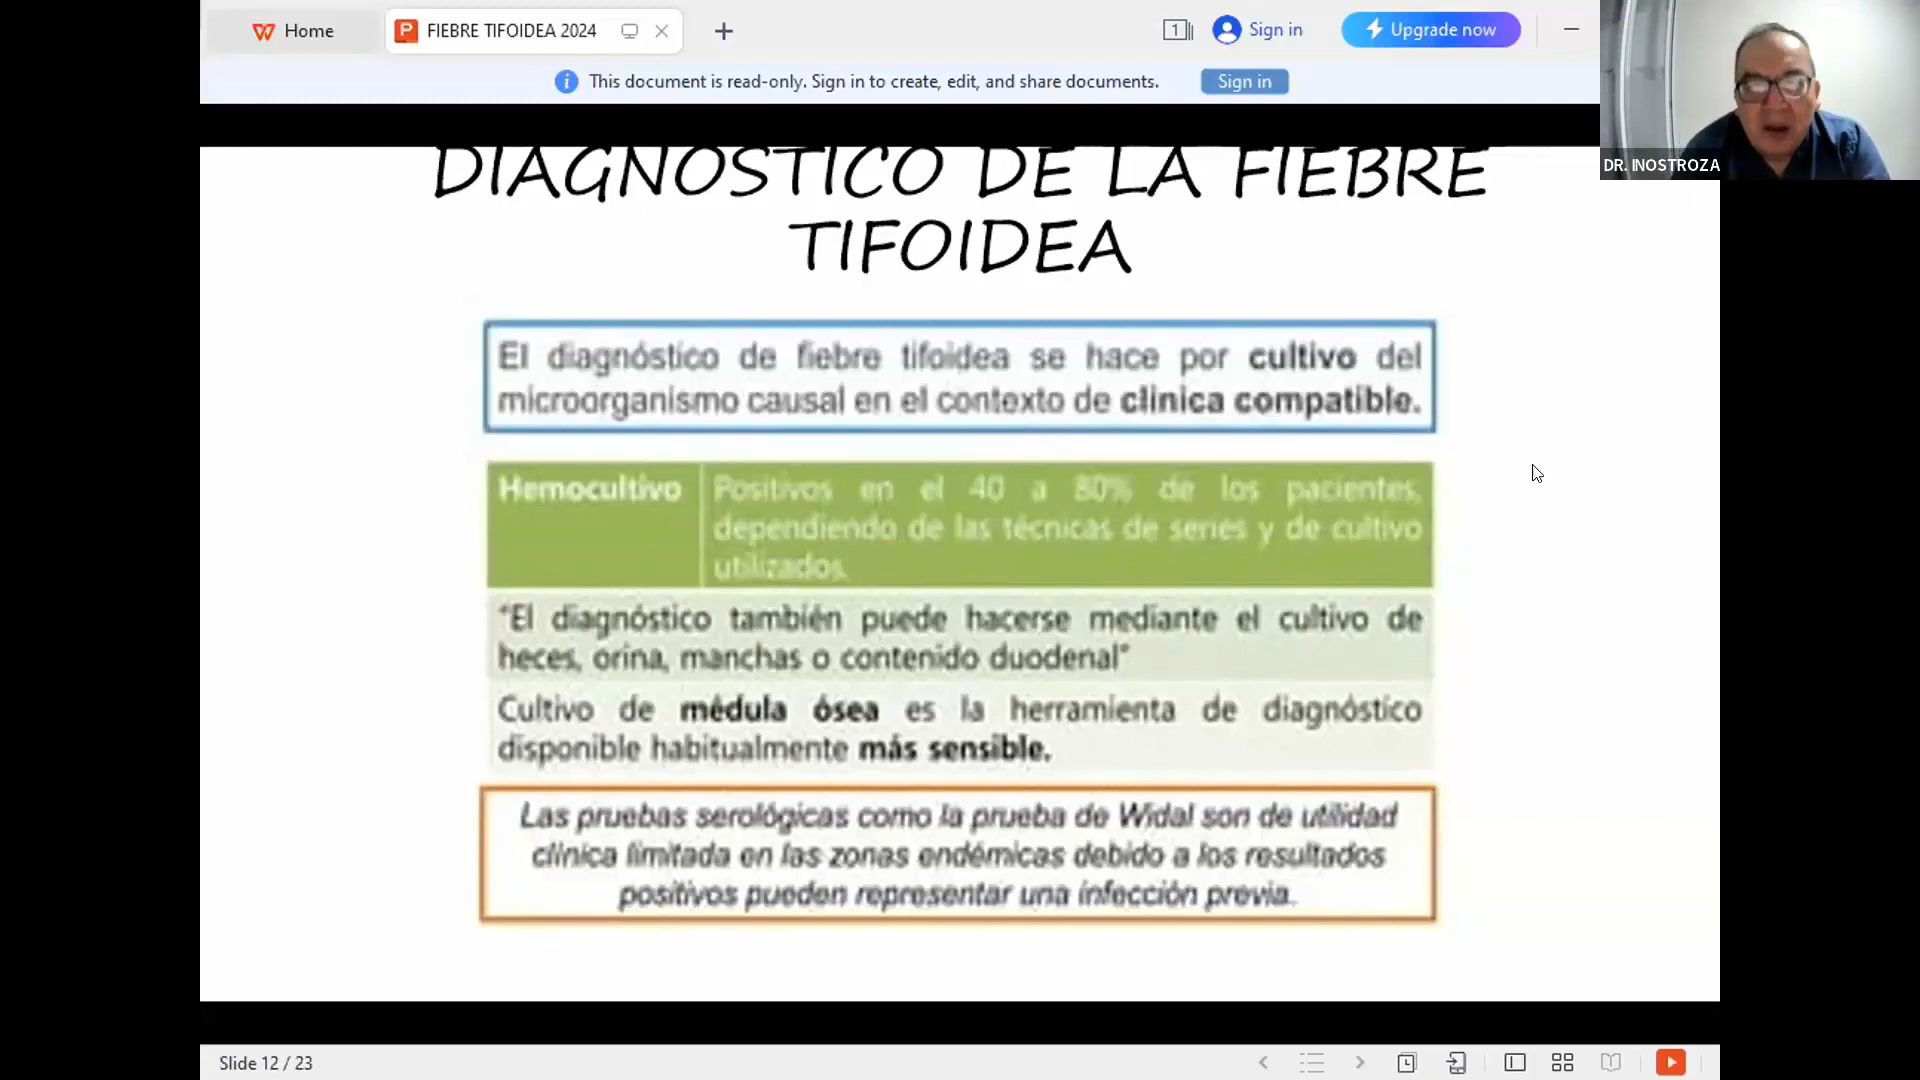 Home
FIEBRE TIFOIDEA 2024
1
Sign in
Upgrade now
This document is read-only. Sign in to create, edit, and share documents.
Sign in
DR. INOSTROZA
DIAGNOSTICO DE LA FIEBRE
TIFOIDEA
El diagnóstico de fiebre tifoidea se hace por cultivo del
microorganismo causal en el contexto de clinica compatible.
Hemocultivo
Positivos en el 40 a 80% de los pacientes,
dependiendo de las técnicas de series y de cultivo
utilizados.
"El diagnóstico también puede hacerse mediante el cultivo de
heces, orina, manchas o contenido duodenal"
Cultivo de médula ósea es la herramienta de diagnóstico
disponible habitualmente más sensible.
Las pruebas serológicas como la prueba de Widal son de utilidad
clínica limitada en las zonas endémicas debido a los resultados
positivos pueden representar una infección previa.
Slide 12 / 23